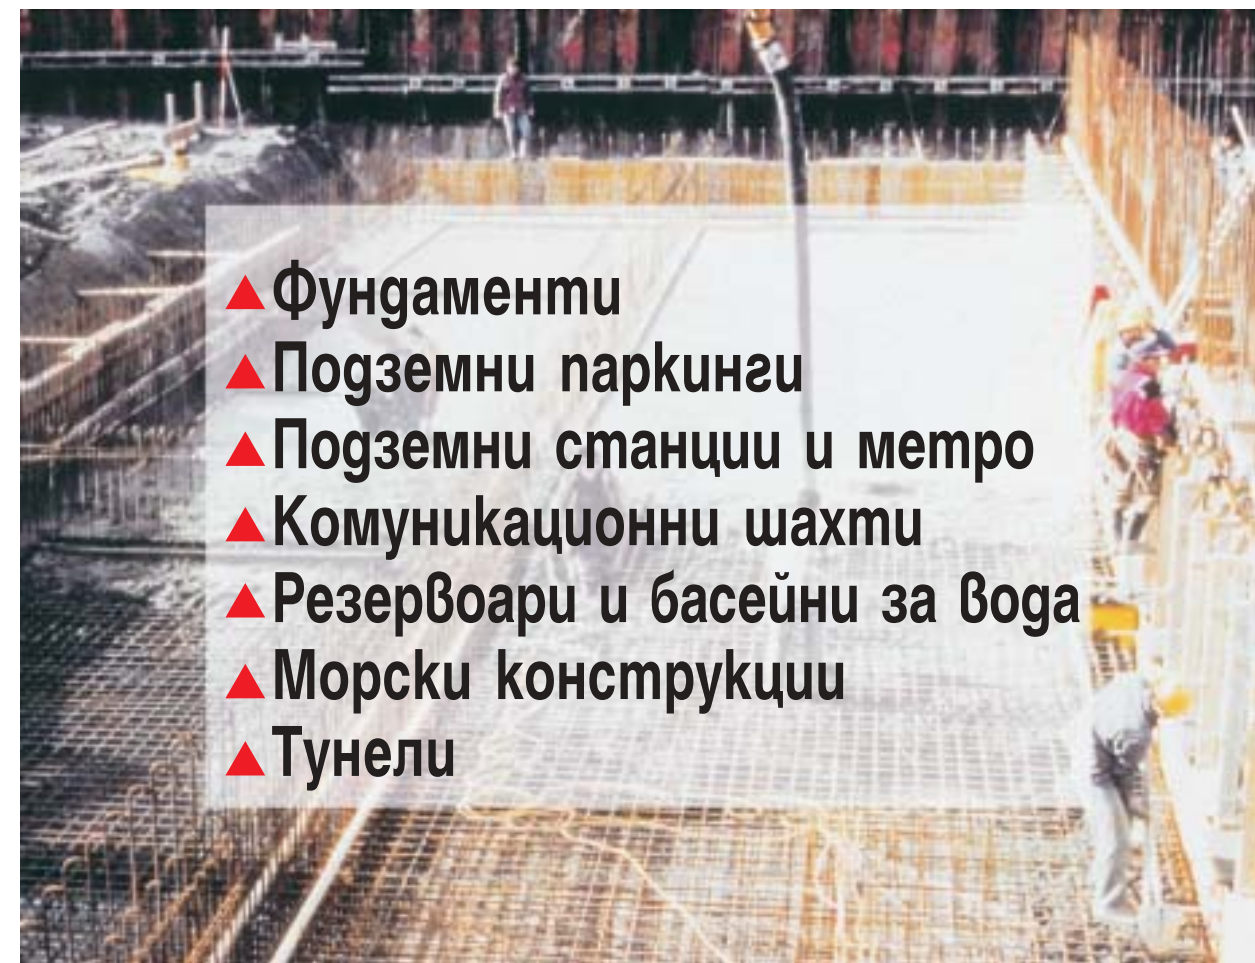 ▲Фундаменти
▲Подземни паркинги
▲Подземни станции и метро
▲Комуникационни шахти
▲Резервоари и басейни за вода
▲Морски конструкции
▲Тунели